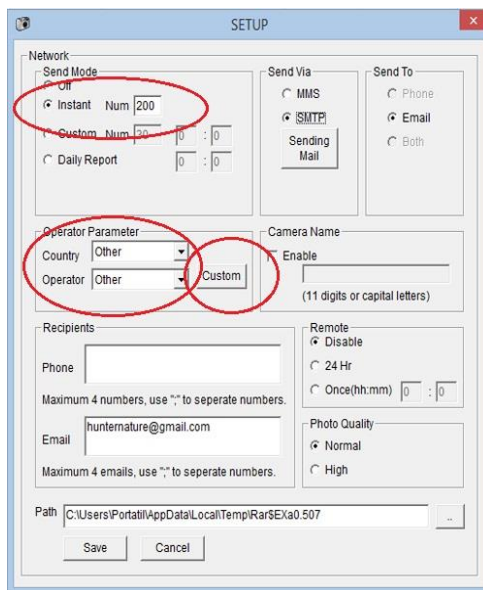 SETUP
Network
Send Mode
Off
Instant Num 200
Custom Num 30 0 : 0
Daily Report 0 : 0
Send Via
MMS
SMTP
Sending
Mail
Send To
Phone
Email
Both
Operator Parameter
Country Other
Operator Other Custom
Camera Name
Enable
(11 digits or capital letters)
Recipients
Phone
Maximum 4 numbers, use ";" to seperate numbers.
Email hunternature@gmail.com
Maximum 4 emails, use ";" to seperate numbers.
Remote
Disable
24 Hr
Once(hh:mm) 0 : 0
Photo Quality
Normal
High
Path C:\Users\Portatil\AppData\Local\Temp\Rar$EXa0.507 ..
Save Cancel